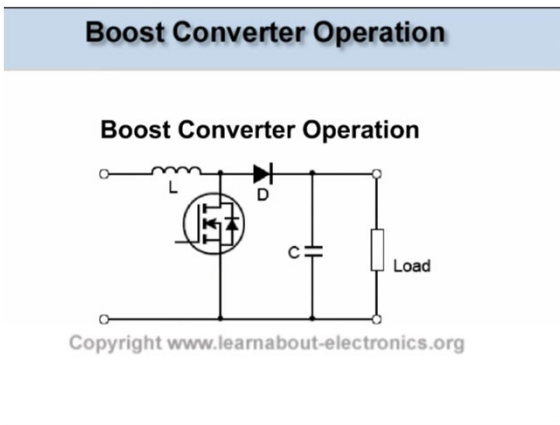 Boost Converter Operation
Boost Converter Operation
L
D
C
Load
Copyright www.learnabout-electronics.org